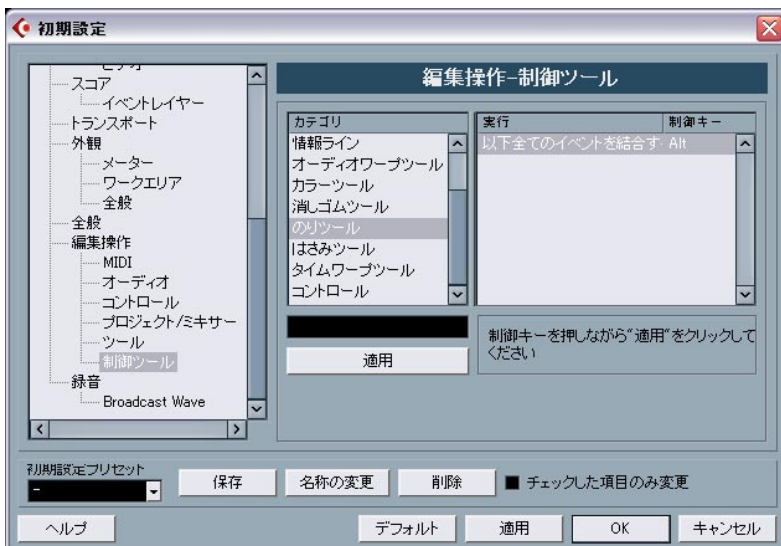 初期設定
スコア
イベントレイヤー
トランスポート
外観
メーター
ワークエリア
全般
全般
編集操作
MIDI
オーディオ
コントロール
プロジェクト/ミキサー
ツール
制御ツール
録音
Broadcast Wave
編集操作-制御ツール
カテゴリ
情報ライン
オーディオワープツール
カラーツール
消しゴムツール
のりツール
はさみツール
タイムワープツール
コントロール
適用
実行 制御キー
以下全てのイベントを結合す- Alt
制御キーを押しながら“適用”をクリックして
ください
初期設定プリセット
-
保存 名称の変更 削除 チェックした項目のみ変更
ヘルプ デフォルト 適用 OK キャンセル